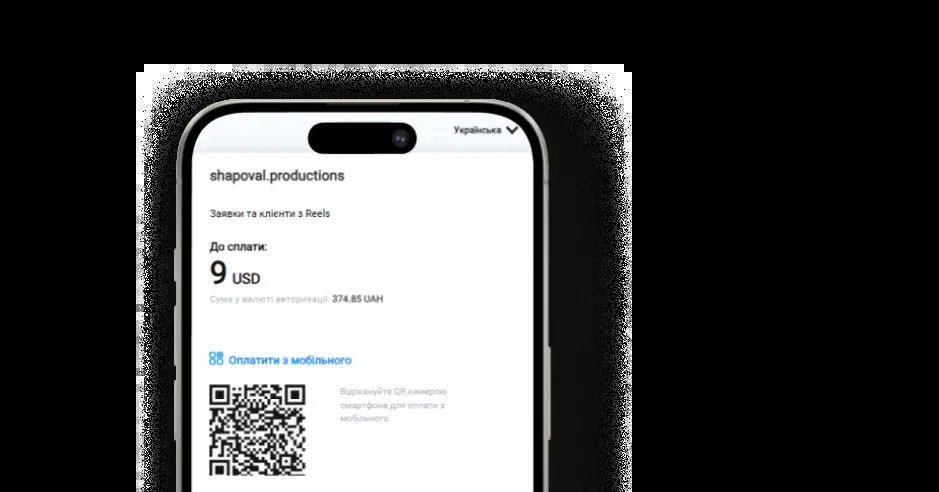 Українська
shapoval.productions
Заявки та клієнти з Reels
До сплати:
9 USD
Сума у валюті авторизації: 374.85 UAH
Оплатити з мобільного
Відскануйте QR камерою
смартфона для оплати з
мобільного